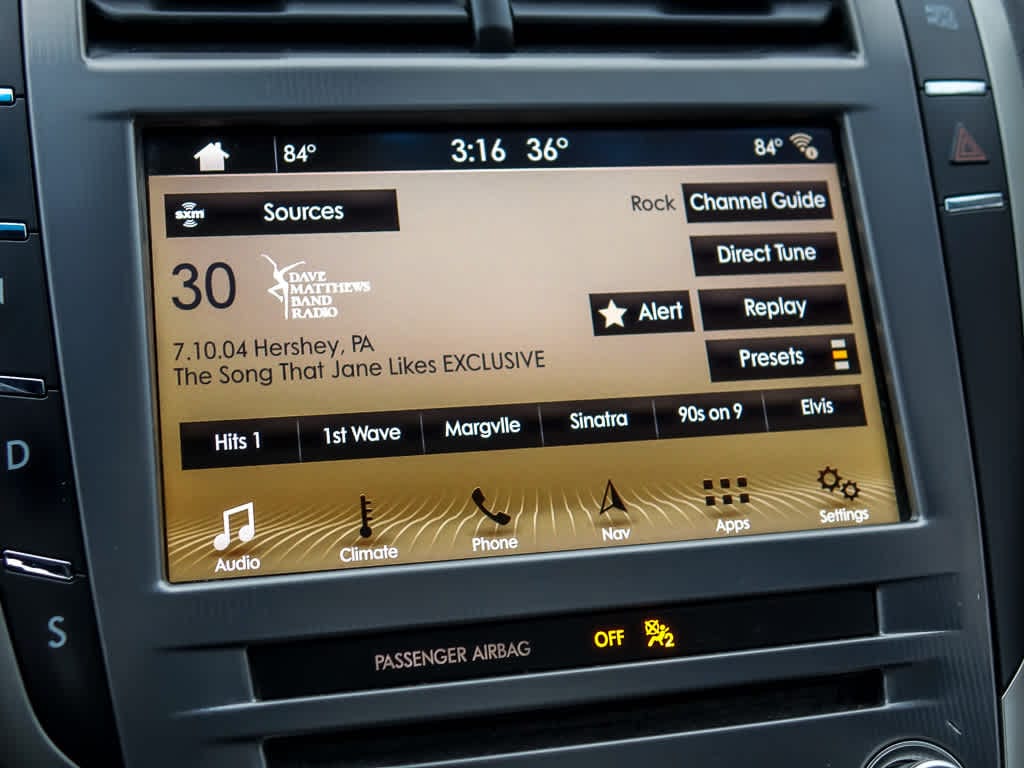 84° 3:16 36° 84°
sxm Sources
Rock Channel Guide
Direct Tune
30 DAVE
MATTHEWS
BAND
RADIO
Alert Replay
Presets
7.10.04 Hershey, PA
The Song That Jane Likes EXCLUSIVE
Hits 1 1st Wave Margvlle Sinatra 90s on 9 Elvis
Audio Climate Phone Nav Apps Settings
D
S
PASSENGER AIRBAG OFF 2